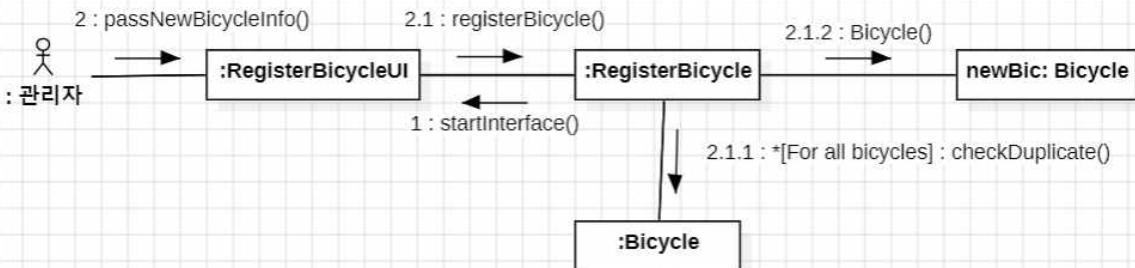 2 : passNewBicycleInfo()
2.1 : registerBicycle()
2.1.2 : Bicycle()
:RegisterBicycleUI
:RegisterBicycle
newBic: Bicycle
: 관리자
1 : startInterface()
2.1.1 : *[For all bicycles] : checkDuplicate()
:Bicycle